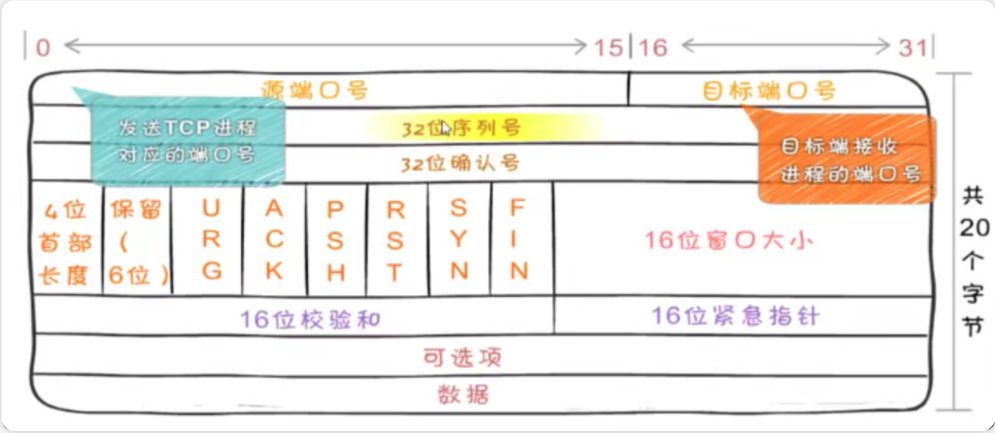 0 15 16 31
源端口号 目标端口号
发送TCP进程
对应的端口号
32位序列号
目标端接收
进程的端口号
32位确认号
4位
首部
长度
保留
(
6位)
URG
ACK
PSH
RST
SYN
FIN
16位窗口大小
16位校验和 16位紧急指针
可选项
数据
共
20
个
字
节